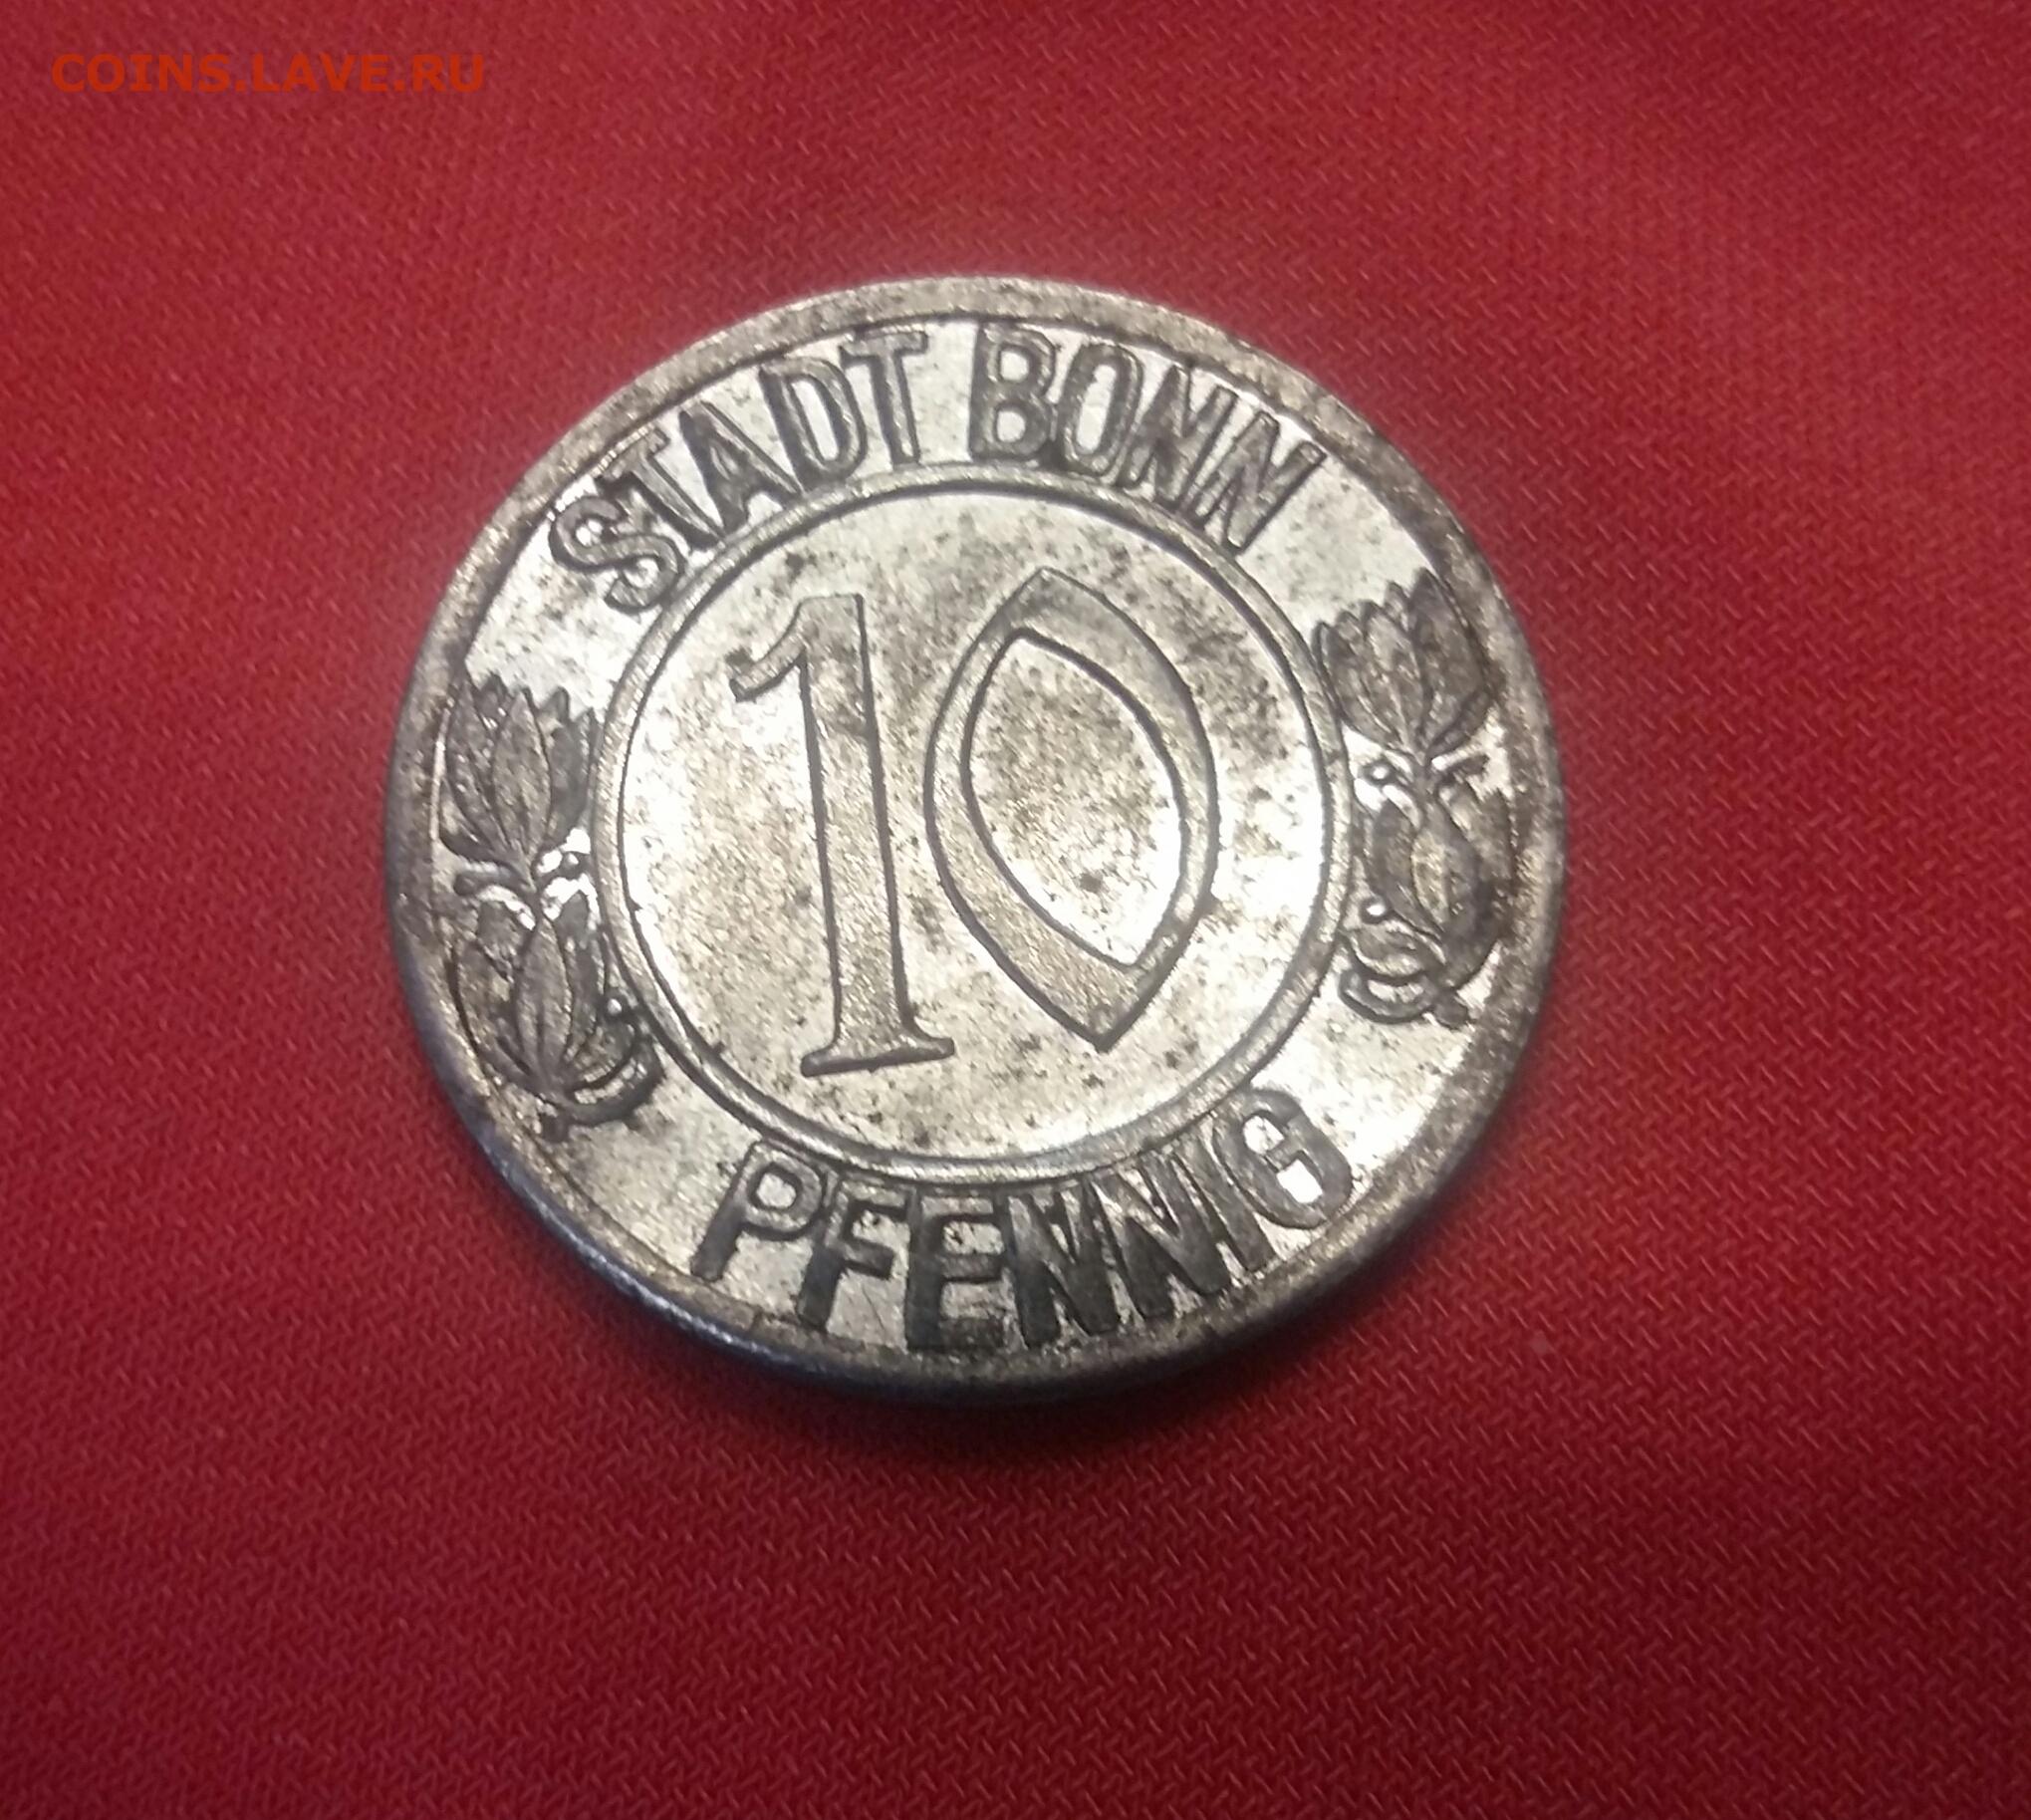 COINS.LAVE.RU
STADT BONN
10
PFENNIG